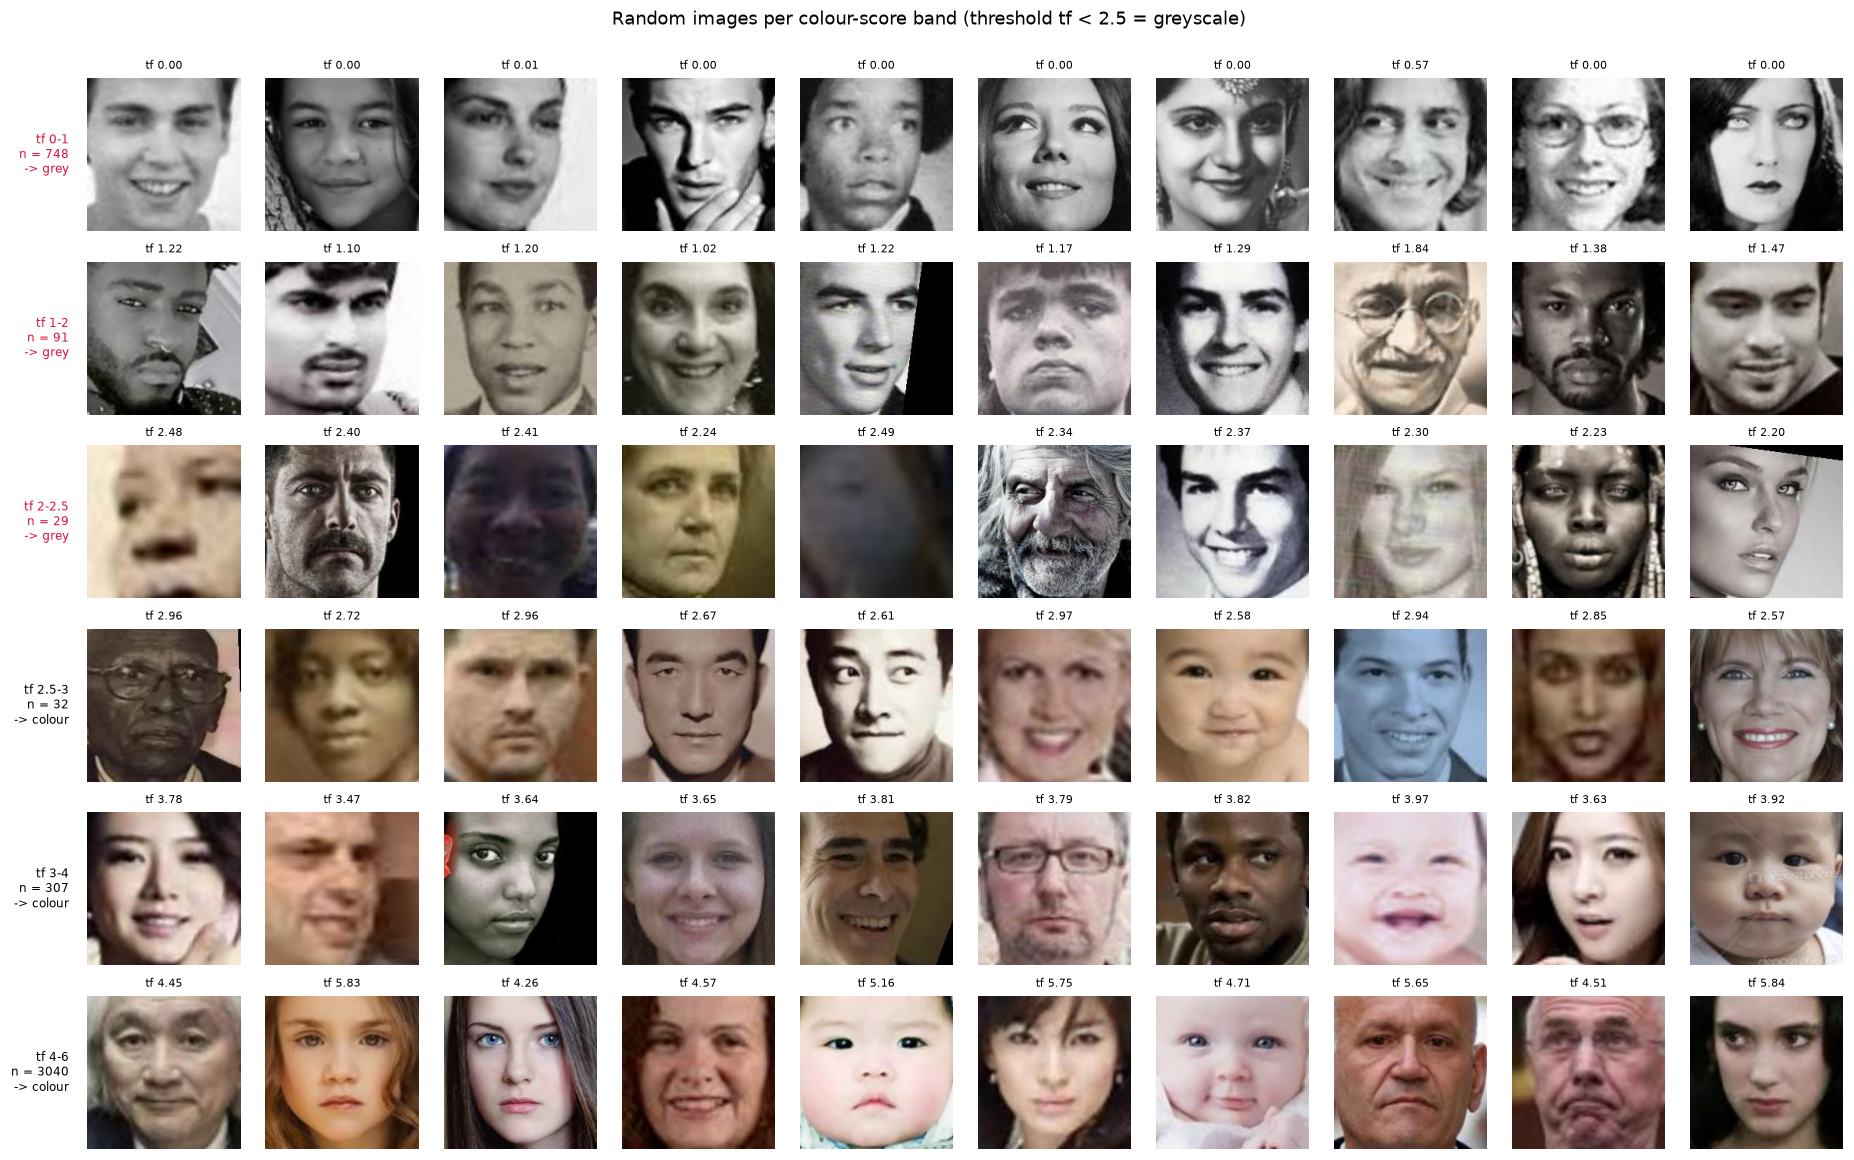 Random images per colour-score band (threshold tf < 2.5 = greyscale)
tf 0.00 tf 0.00 tf 0.01 tf 0.00 tf 0.00 tf 0.00 tf 0.00 tf 0.57 tf 0.00 tf 0.00
tf 0-1
n = 748
-> grey
tf 1.22 tf 1.10 tf 1.20 tf 1.02 tf 1.22 tf 1.17 tf 1.29 tf 1.84 tf 1.38 tf 1.47
tf 1-2
n = 91
-> grey
tf 2.48 tf 2.40 tf 2.41 tf 2.24 tf 2.49 tf 2.34 tf 2.37 tf 2.30 tf 2.23 tf 2.20
tf 2-2.5
n = 29
-> grey
tf 2.96 tf 2.72 tf 2.96 tf 2.67 tf 2.61 tf 2.97 tf 2.58 tf 2.94 tf 2.85 tf 2.57
tf 2.5-3
n = 32
-> colour
tf 3.78 tf 3.47 tf 3.64 tf 3.65 tf 3.81 tf 3.79 tf 3.82 tf 3.97 tf 3.63 tf 3.92
tf 3-4
n = 307
-> colour
tf 4.45 tf 5.83 tf 4.26 tf 4.57 tf 5.16 tf 5.75 tf 4.71 tf 5.65 tf 4.51 tf 5.84
tf 4-6
n = 3040
-> colour